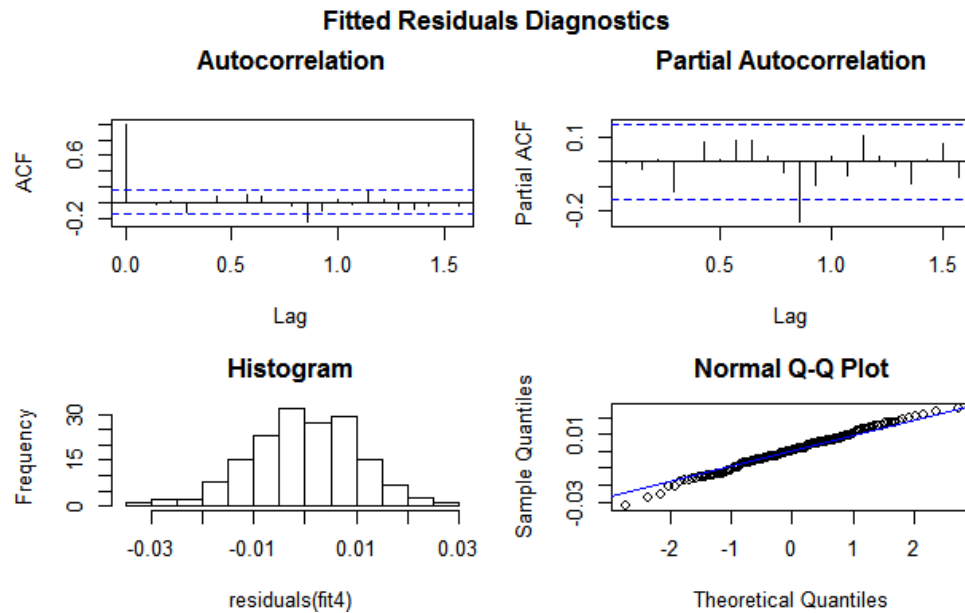 Fitted Residuals Diagnostics
Autocorrelation
ACF
0.6
-0.2
0.0 0.5 1.0 1.5
Lag
Partial Autocorrelation
Partial ACF
0.1
-0.2
0.5 1.0 1.5
Lag
Histogram
Frequency
30
15
0
-0.03 -0.01 0.01 0.03
residuals(fit4)
Normal Q-Q Plot
Sample Quantiles
0.01
-0.03
-2 -1 0 1 2
Theoretical Quantiles